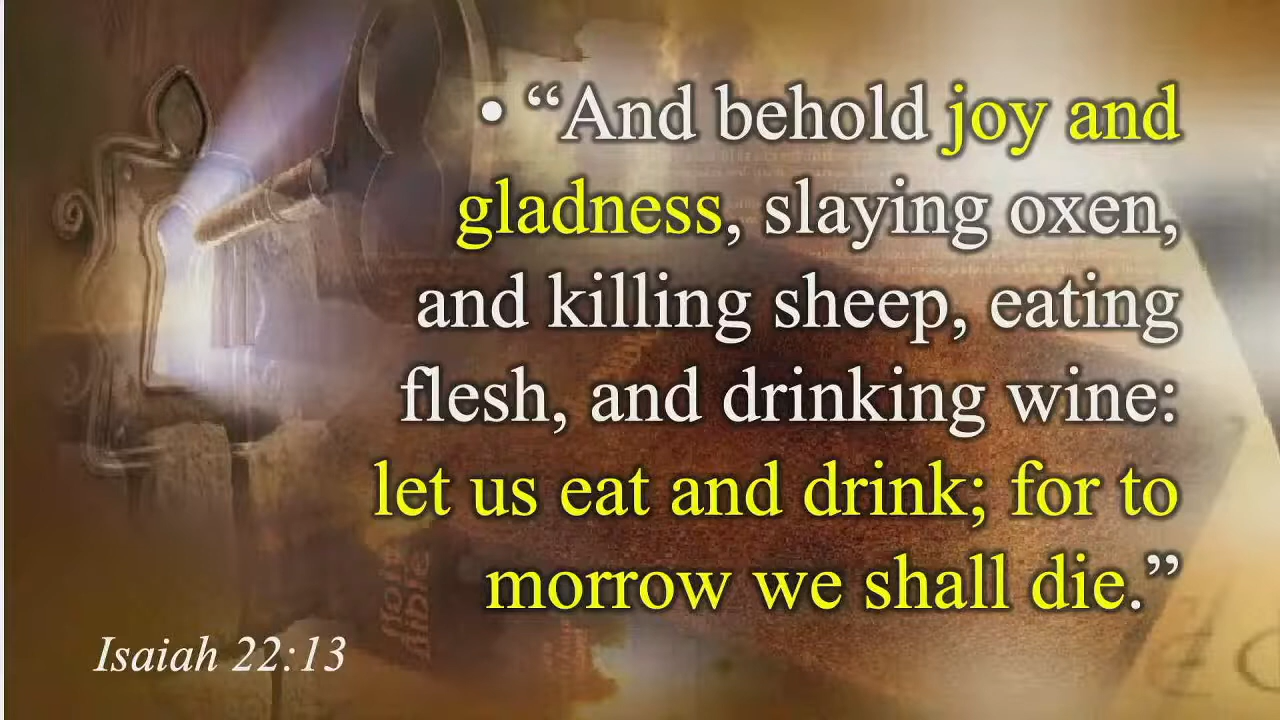 • “And behold joy and
gladness, slaying oxen,
and killing sheep, eating
flesh, and drinking wine:
let us eat and drink; for to
morrow we shall die.”
Isaiah 22:13